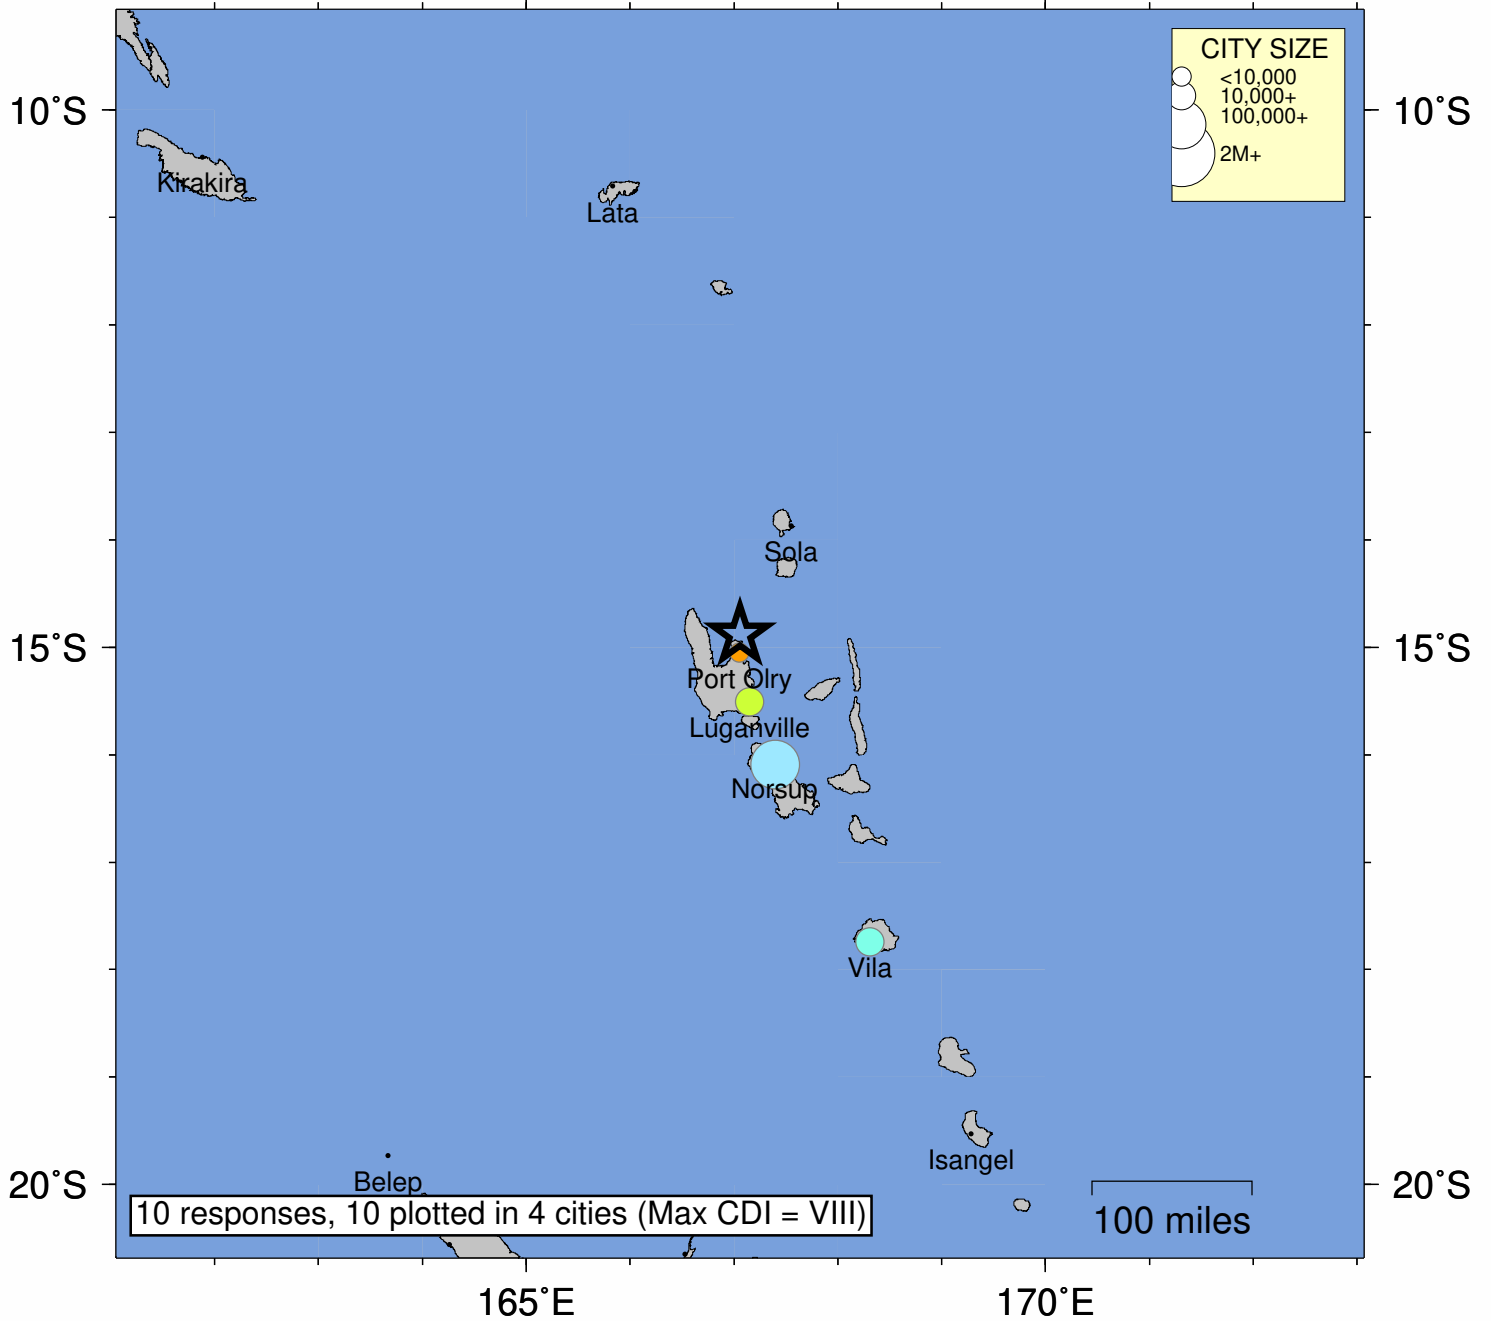 CITY SIZE
<10,000
10,000+
100,000+
2M+
10˚S
10˚S
Kirakira
Lata
Sola
15˚S
15˚S
Port Olry
Luganville
Norsup
Vila
Isangel
Belep
20˚S
20˚S
10 responses, 10 plotted in 4 cities (Max CDI = VIII)
100 miles
165˚E
170˚E